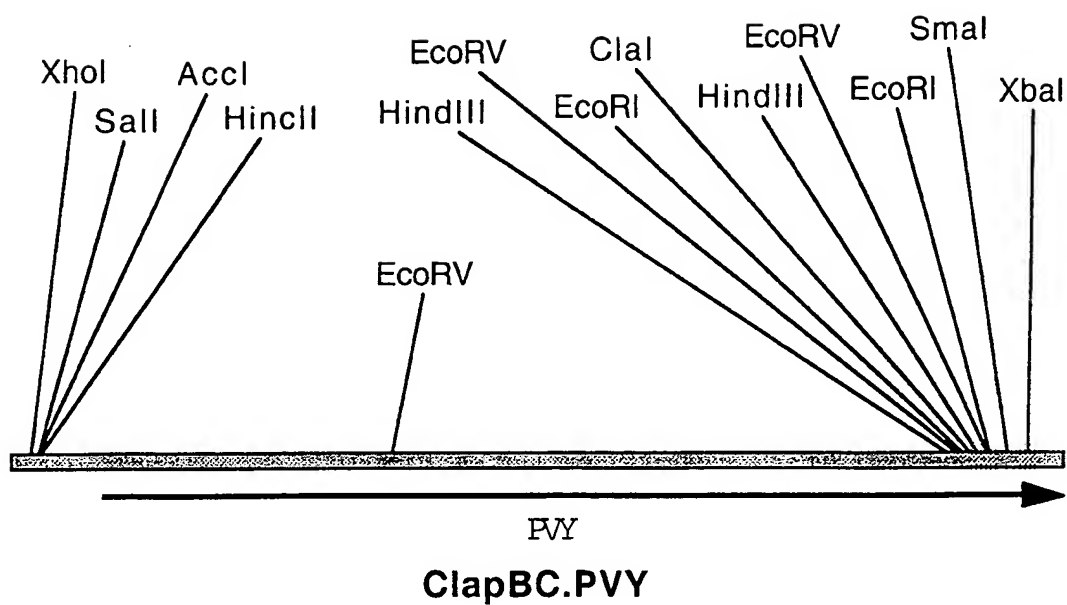 XhoI
SalI
AccI
HincII
HindIII
EcoRV
EcoRI
ClaI
HindIII
EcoRV
EcoRI
SmaI
XbaI
EcoRV
PVY
ClapBC.PVY